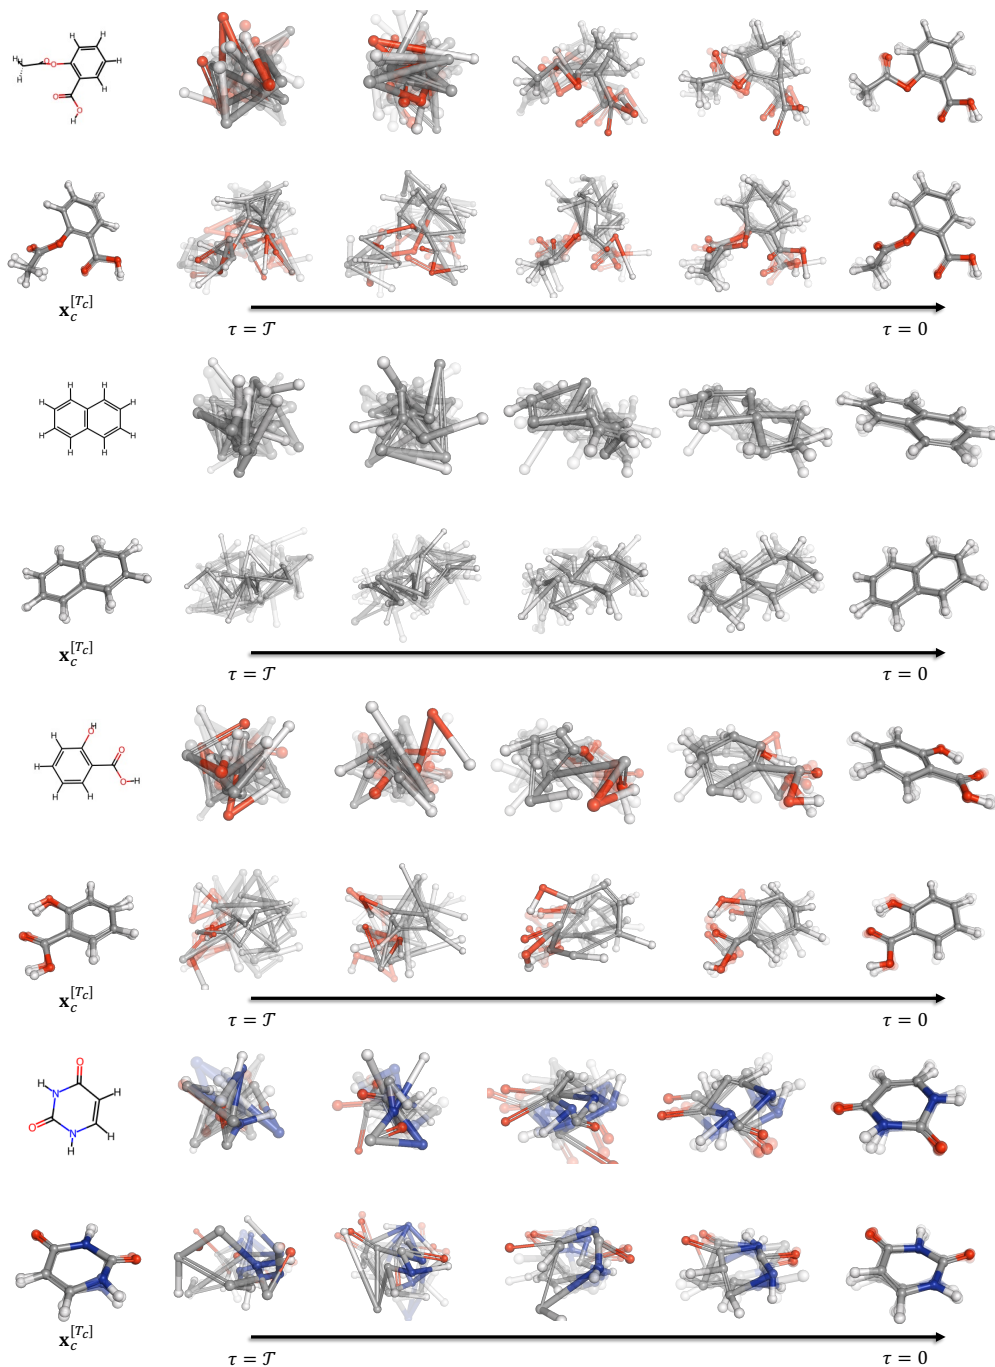 H H
H O O H
H
H
O
O
H
𝐱_c^[T_c]
τ = 𝒯 τ = 0
H H
H H
H H
H H
𝐱_c^[T_c]
τ = 𝒯 τ = 0
H
H O
O
H
O H
H H
𝐱_c^[T_c]
τ = 𝒯 τ = 0
O
H N H
O N H
H
𝐱_c^[T_c]
τ = 𝒯 τ = 0